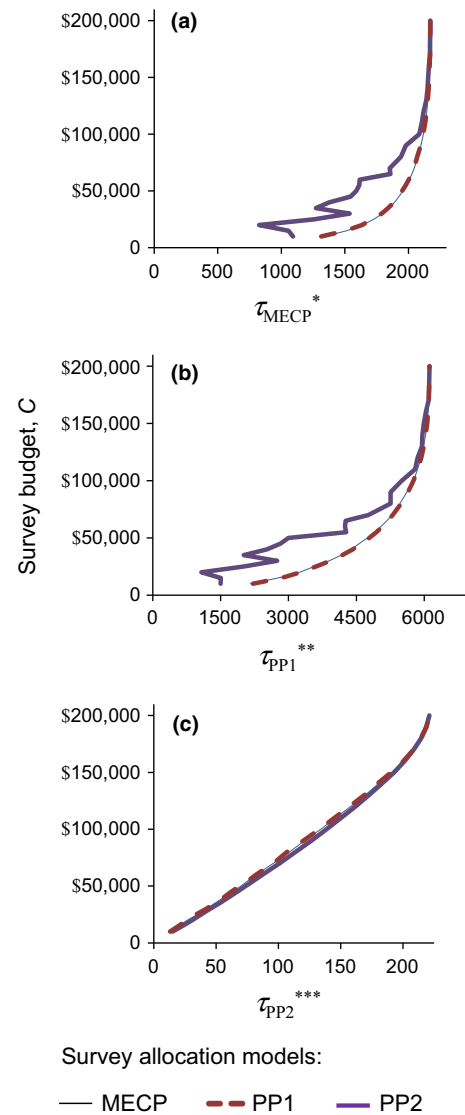 (a)
$200,000
$150,000
$100,000
$50,000
0
0 500 1000 1500 2000
τMECP*
Survey budget, C
(b)
$200,000
$150,000
$100,000
$50,000
0
0 1500 3000 4500 6000
τPP1**
(c)
$200,000
$150,000
$100,000
$50,000
0
0 50 100 150 200
τPP2***
Survey allocation models:
MECP PP1 PP2